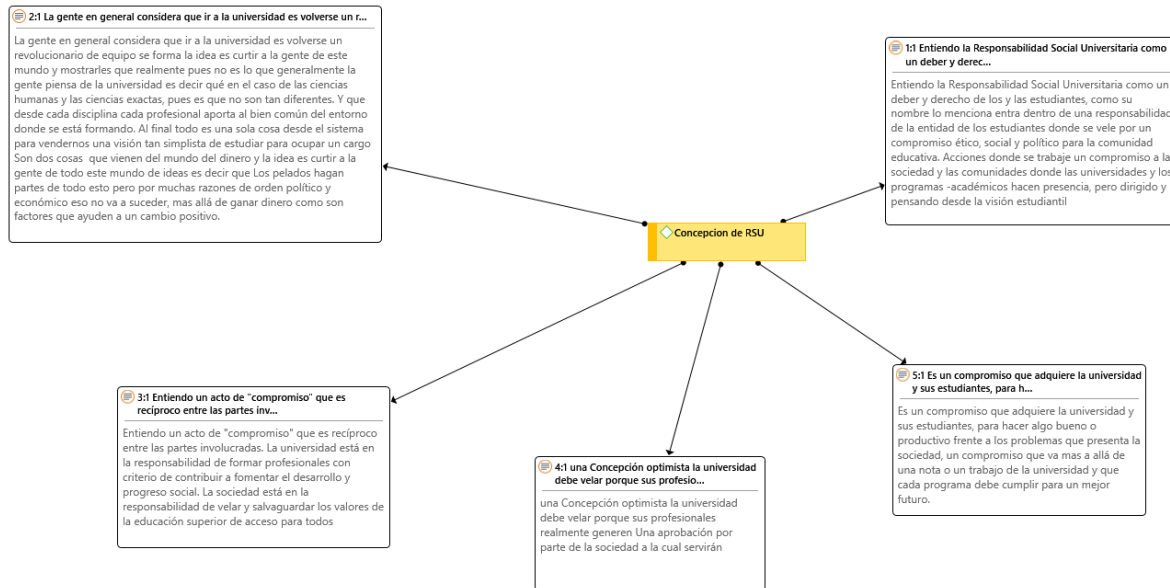 2:1 La gente en general considera que ir a la universidad es volverse un r...
La gente en general considera que ir a la universidad es volverse un
revolucionario de equipo se forma la idea es curtir a la gente de este
mundo y mostrarles que realmente pues no es lo que generalmente la
gente piensa de la universidad es decir qué en el caso de las ciencias
humanas y las ciencias exactas, pues es que no son tan diferentes. Y que
desde cada disciplina cada profesional aporta al bien común del entorno
donde se está formando. Al final todo es una sola cosa desde el sistema
para vendernos una visión tan simplista de estudiar para ocupar un cargo
Son dos cosas  que vienen del mundo del dinero y la idea es curtir a la
gente de todo este mundo de ideas es decir que Los pelados hagan
partes de todo esto pero por muchas razones de orden político y
económico eso no va a suceder, mas allá de ganar dinero como son
factores que ayuden a un cambio positivo.
1:1 Entiendo la Responsabilidad Social Universitaria como
un deber y derec...
Entiendo la Responsabilidad Social Universitaria como un
deber y derecho de los y las estudiantes, como su
nombre lo menciona entra dentro de una responsabilidad
de la entidad de los estudiantes donde se vele por un
compromiso ético, social y político para la comunidad
educativa. Acciones donde se trabaje un compromiso a la
sociedad y las comunidades donde las universidades y los
programas -académicos hacen presencia, pero dirigido y
pensando desde la visión estudiantil
Concepcion de RSU
3:1 Entiendo un acto de "compromiso" que es
recíproco entre las partes inv...
Entiendo un acto de "compromiso" que es recíproco
entre las partes involucradas. La universidad está en
la responsabilidad de formar profesionales con
criterio de contribuir a fomentar el desarrollo y
progreso social. La sociedad está en la
responsabilidad de velar y salvaguardar los valores de
la educación superior de acceso para todos
4:1 una Concepción optimista la universidad
debe velar porque sus profesio...
una Concepción optimista la universidad
debe velar porque sus profesionales
realmente generen Una aprobación por
parte de la sociedad a la cual servirán
5:1 Es un compromiso que adquiere la universidad
y sus estudiantes, para h...
Es un compromiso que adquiere la universidad y
sus estudiantes, para hacer algo bueno o
productivo frente a los problemas que presenta la
sociedad, un compromiso que va mas a allá de
una nota o un trabajo de la universidad y que
cada programa debe cumplir para un mejor
futuro.